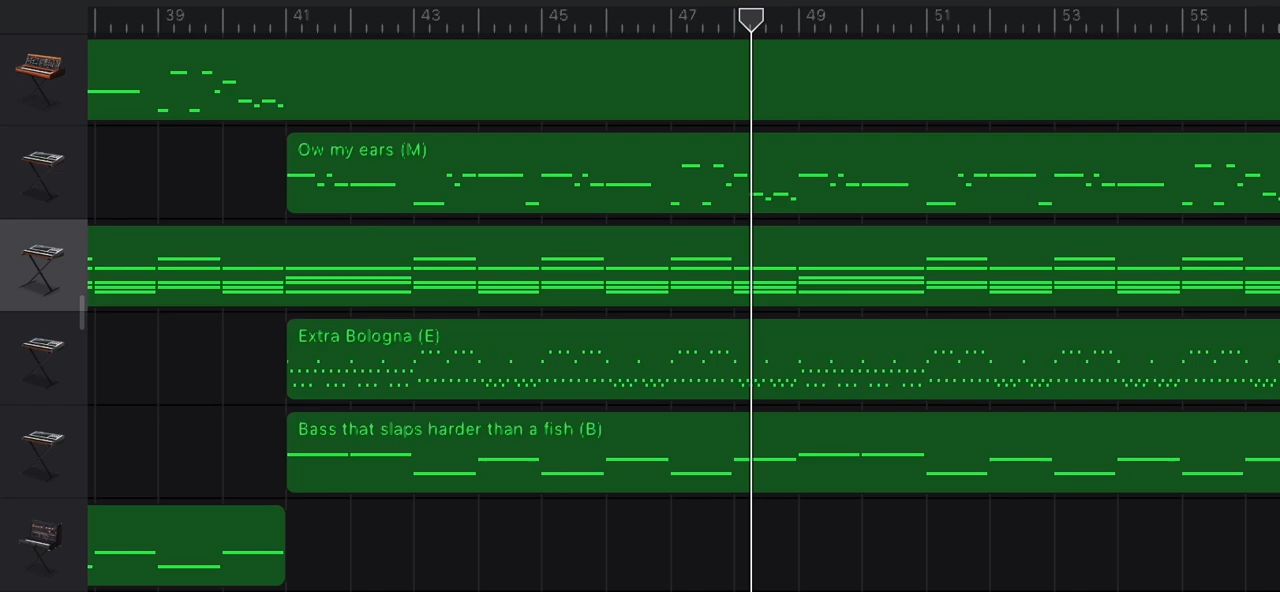 39 41 43 45 47 49 51 53 55
Ow my ears (M)
Extra Bologna (E)
Bass that slaps harder than a fish (B)